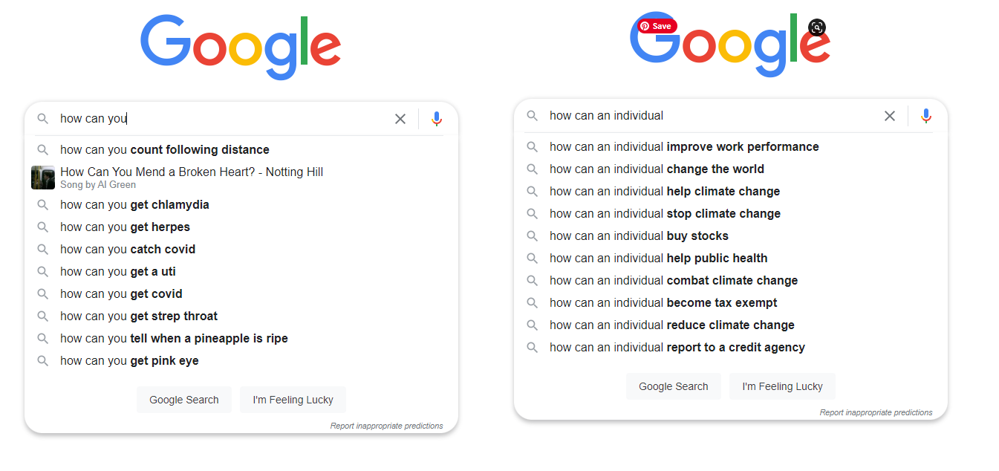 Google
how can you
how can you count following distance
How Can You Mend a Broken Heart? - Notting Hill
Song by Al Green
how can you get chlamydia
how can you get herpes
how can you catch covid
how can you get a uti
how can you get covid
how can you get strep throat
how can you tell when a pineapple is ripe
how can you get pink eye
Google Search
I'm Feeling Lucky
Report inappropriate predictions
Google
Save
how can an individual
how can an individual improve work performance
how can an individual change the world
how can an individual help climate change
how can an individual stop climate change
how can an individual buy stocks
how can an individual help public health
how can an individual combat climate change
how can an individual become tax exempt
how can an individual reduce climate change
how can an individual report to a credit agency
Google Search
I'm Feeling Lucky
Report inappropriate predictions